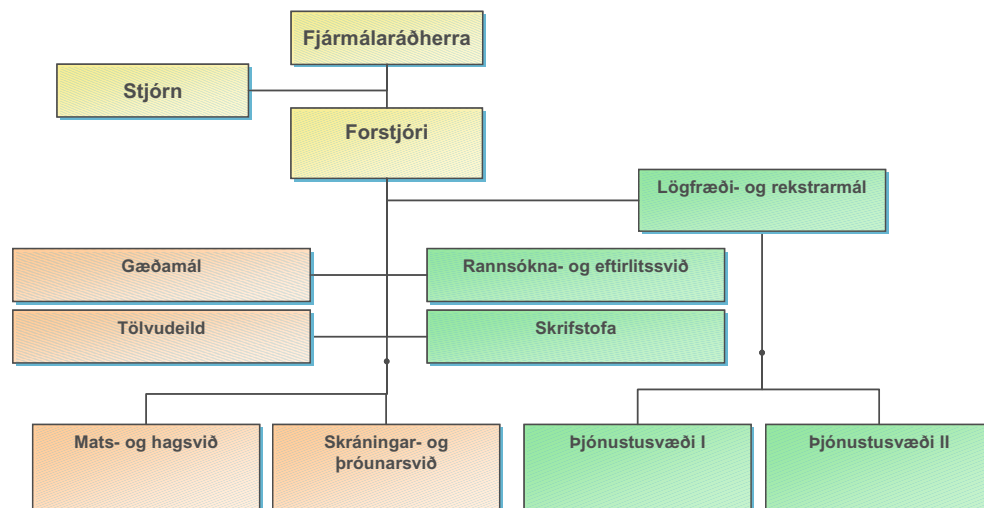 Fjármálaráðherra
Stjórn
Forstjóri
Lögfræði- og rekstrarmál
Gæðamál
Rannsókna- og eftirlitssvið
Tölvudeild
Skrifstofa
Mats- og hagsvið
Skráningar- og
þróunarsvið
Þjónustusvæði I
Þjónustusvæði II